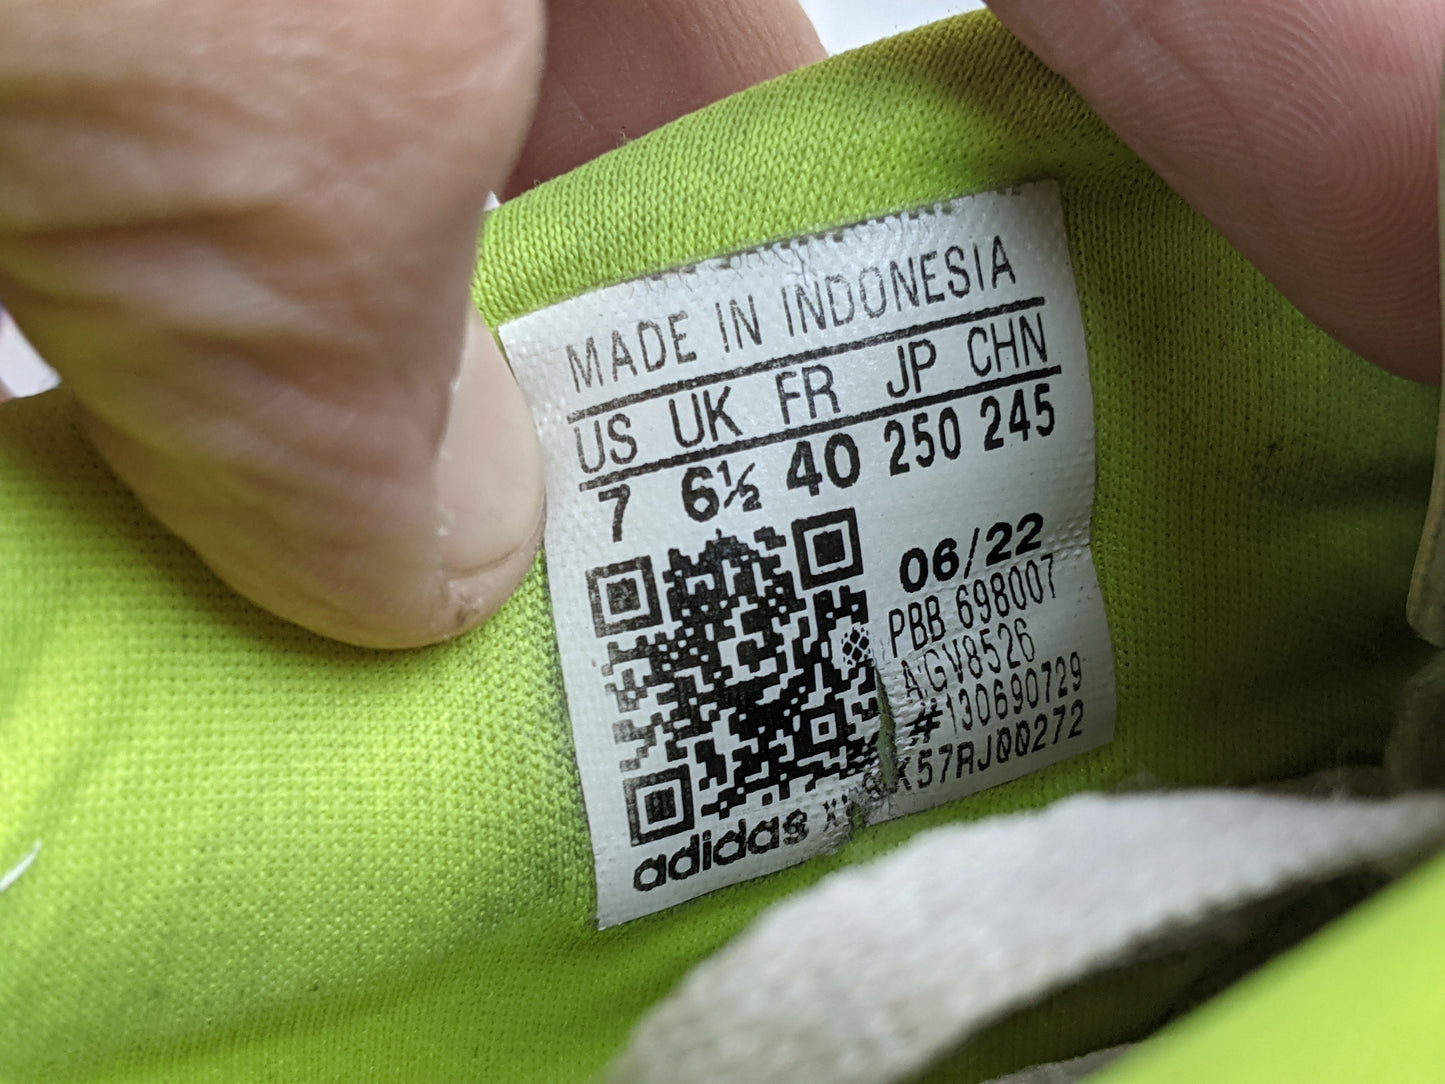 MADE IN INDONESIA
US UK FR JP CHN
7 6½ 40 250 245
06/22
PBB 698007
GV8526
#130690729
K57RJ00272
adidas